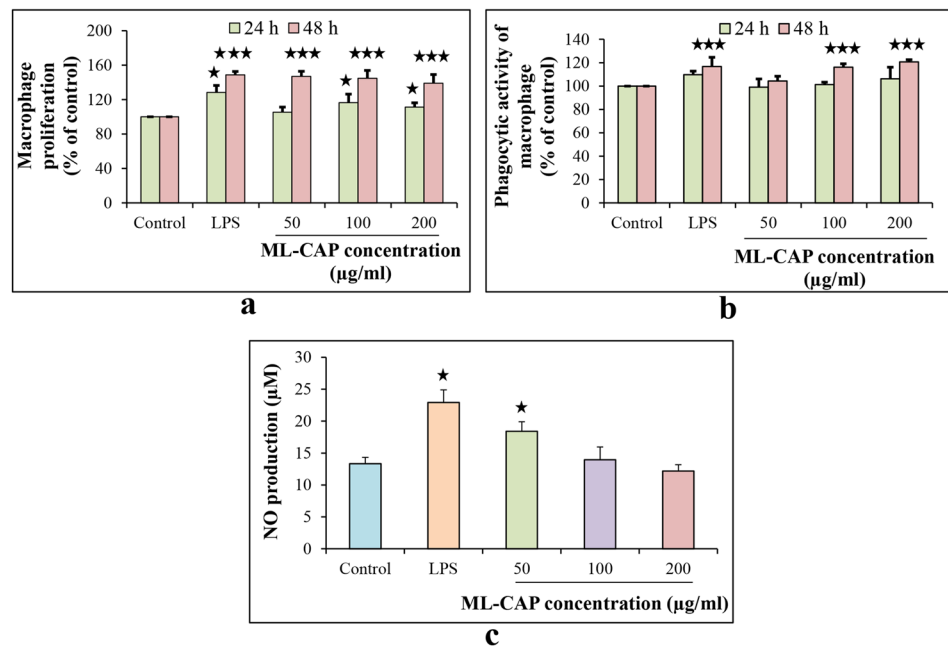 24 h 48 h
Macrophage
proliferation
(% of control)
200
160
120
80
40
0
★ ★★★ ★★★ ★ ★★★ ★ ★★★
Control LPS 50 100 200
ML-CAP concentration
(µg/ml)
a
24 h 48 h
Phagocytic activity of
macrophage
(% of control)
140
120
100
80
60
40
20
0
★★★ ★★★ ★★★
Control LPS 50 100 200
ML-CAP concentration
(µg/ml)
b
NO production (µM)
30
25
20
15
10
5
0
★ ★
Control LPS 50 100 200
ML-CAP concentration (µg/ml)
c